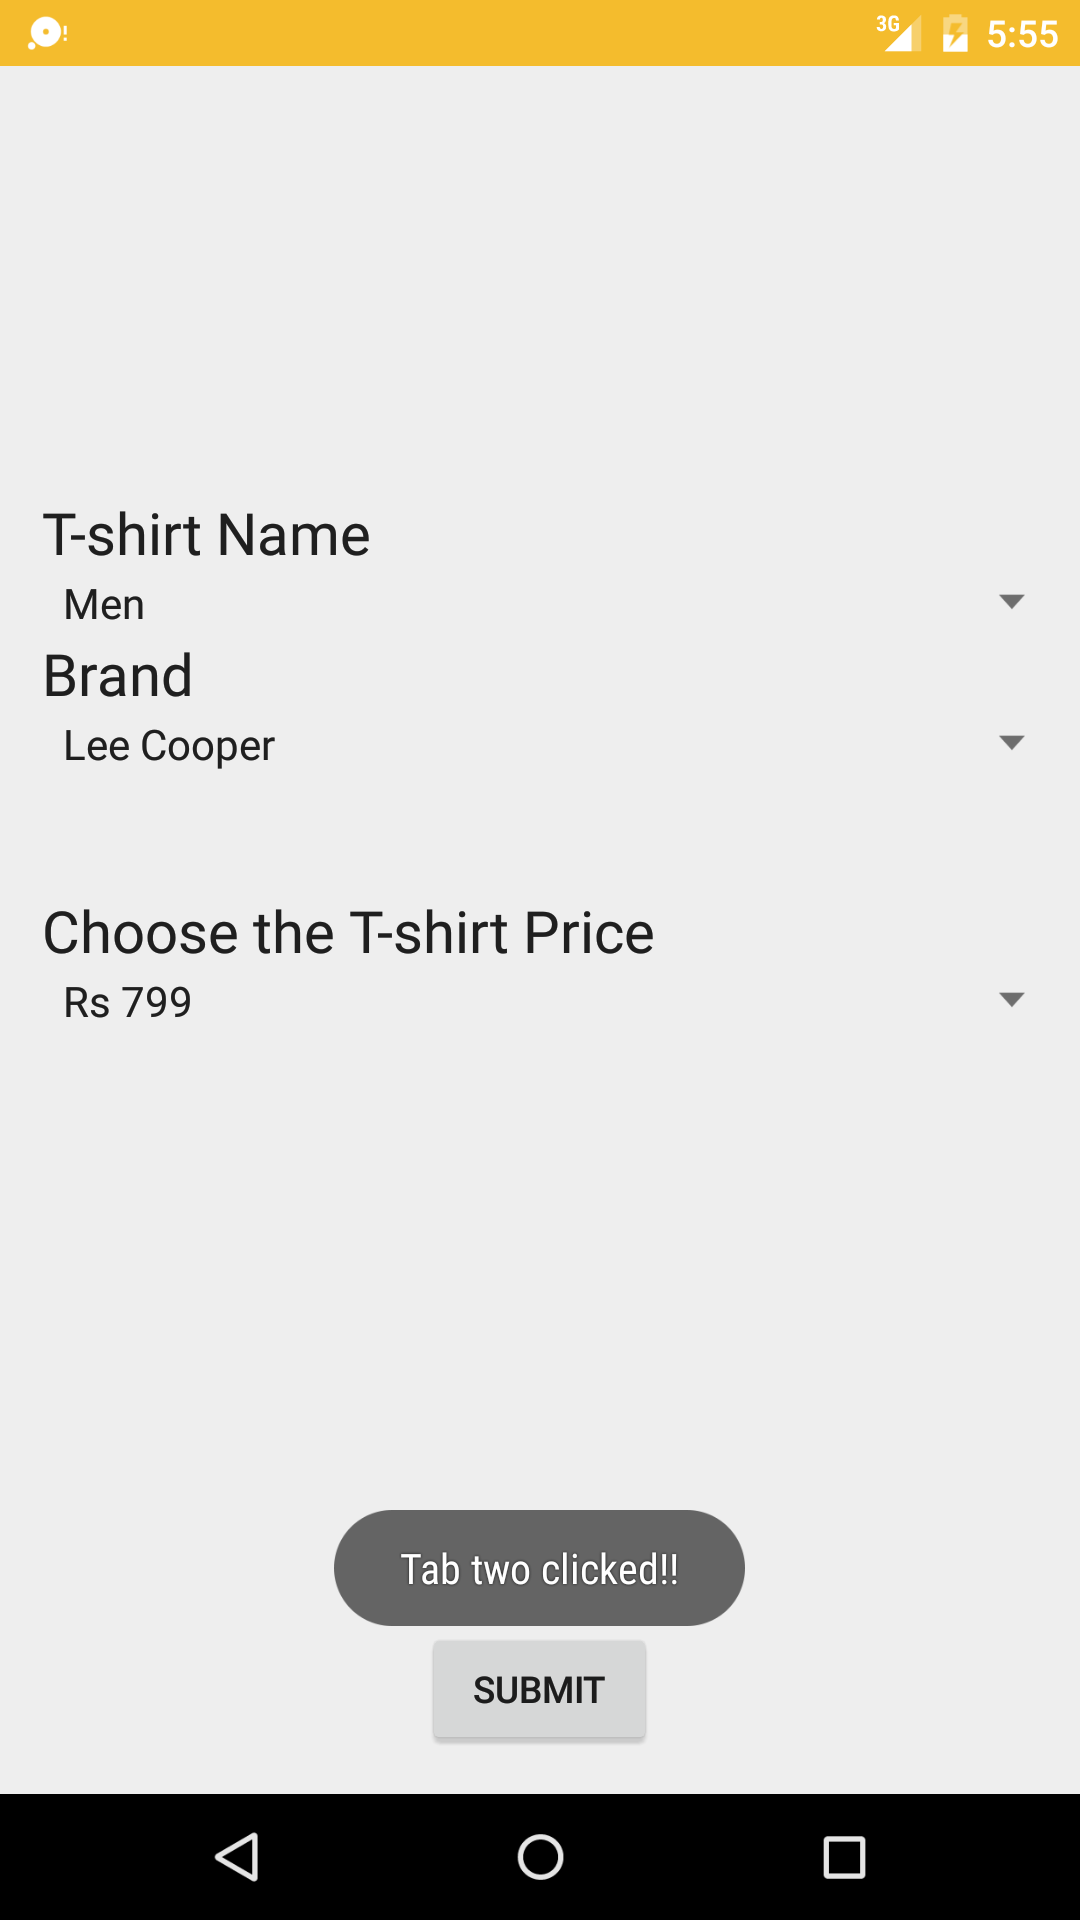 3G 5:55
T-shirt Name
Men
Brand
Lee Cooper
Choose the T-shirt Price
Rs 799
Tab two clicked!!
SUBMIT